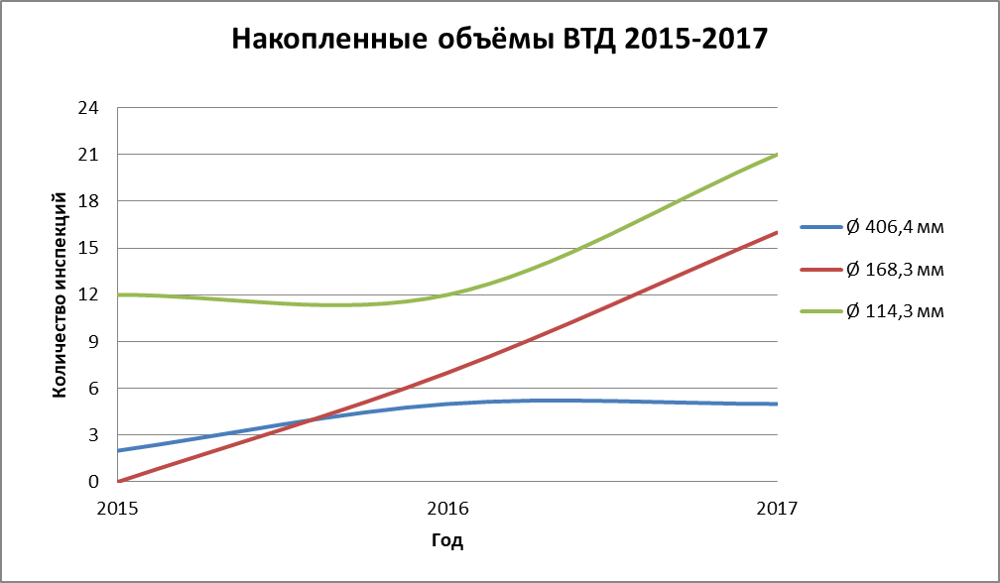 Накопленные объёмы ВТД 2015-2017
24
21
18
15
12
9
6
3
0
Количество инспекций
2015 2016 2017
Год
Ø 406,4 мм
Ø 168,3 мм
Ø 114,3 мм